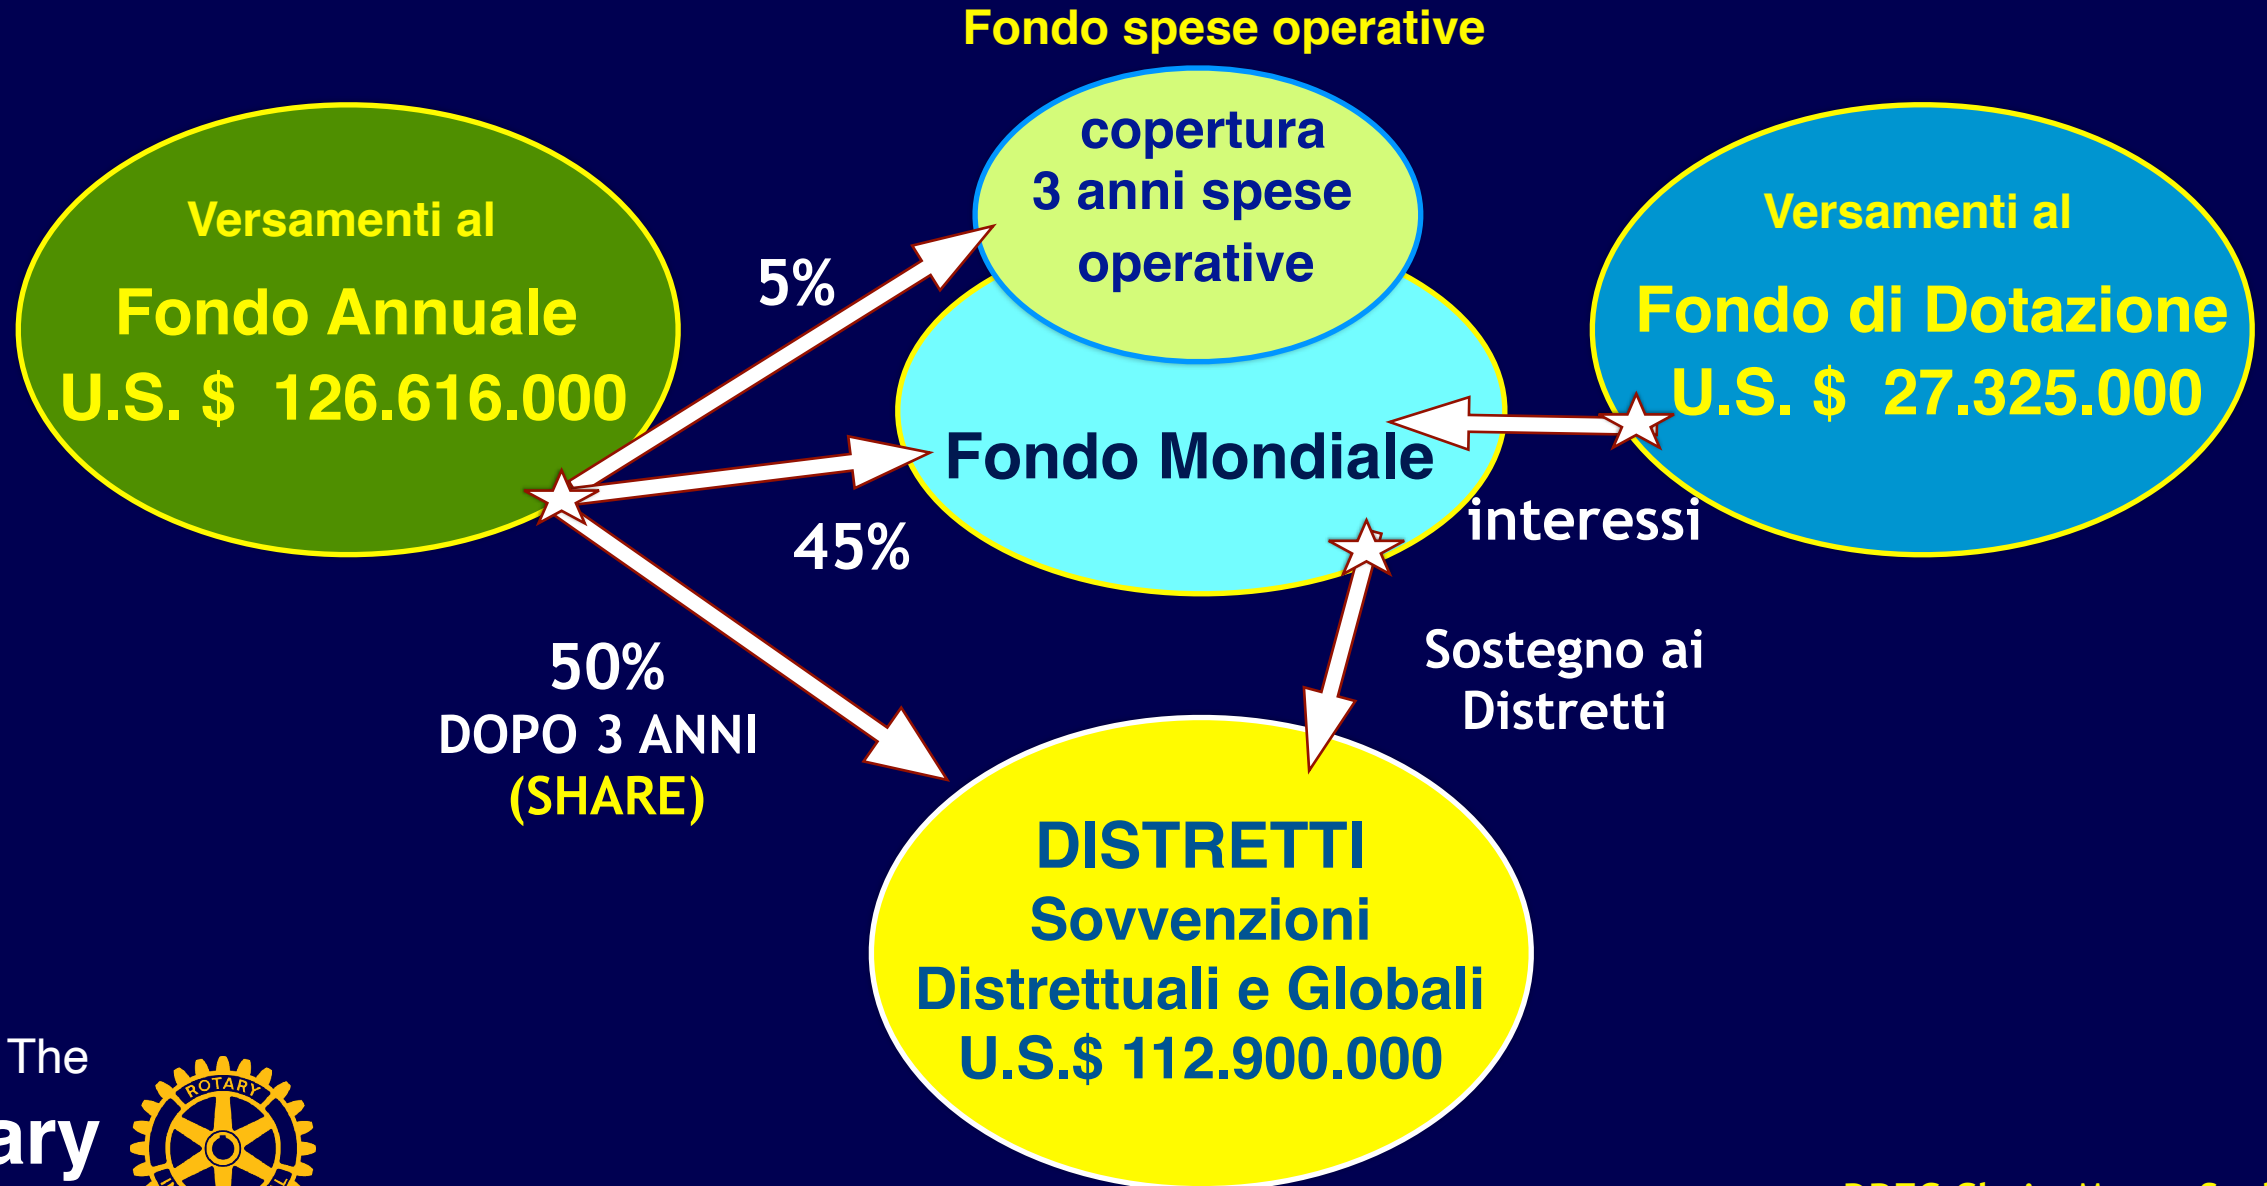 Fondo spese operative
copertura
3 anni spese
operative
Versamenti al
Fondo Annuale
U.S. $ 126.616.000
5%
45%
50%
DOPO 3 ANNI
(SHARE)
Fondo Mondiale
Versamenti al
Fondo di Dotazione
U.S. $ 27.325.000
interessi
Sostegno ai
Distretti
DISTRETTI
Sovvenzioni
Distrettuali e Globali
U.S.$ 112.900.000
The
ary
ROTARY